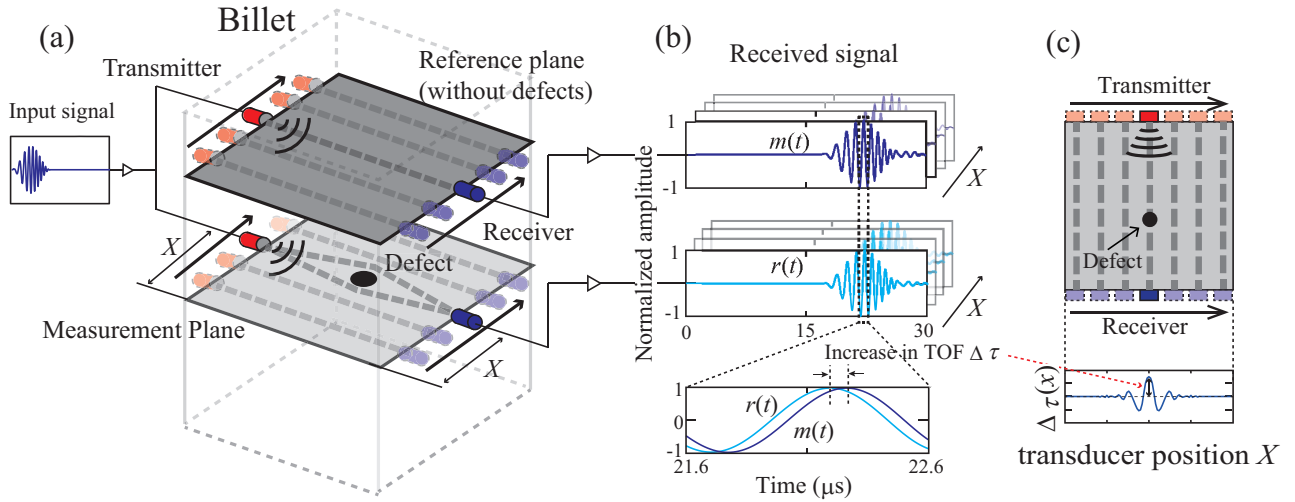 (a)
Billet
Transmitter
Reference plane
(without defects)
Input signal
X
Receiver
Defect
Measurement Plane
X
(b)
Received signal
Normalized amplitude
1
m(t)
-1
X
1
r(t)
-1
0 15 30
X
Increase in TOF Δ τ
1
0
-1
r(t)
m(t)
21.6 22.6
Time (μs)
(c)
Transmitter
Defect
Receiver
Δ τ(x)
transducer position X